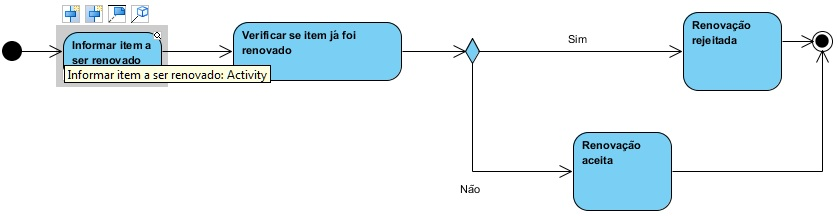 Informar item a
ser renovado
Informar item a ser renovado: Activity
Verificar se item já foi
renovado
Sim
Renovação
rejeitada
Não
Renovação
aceita